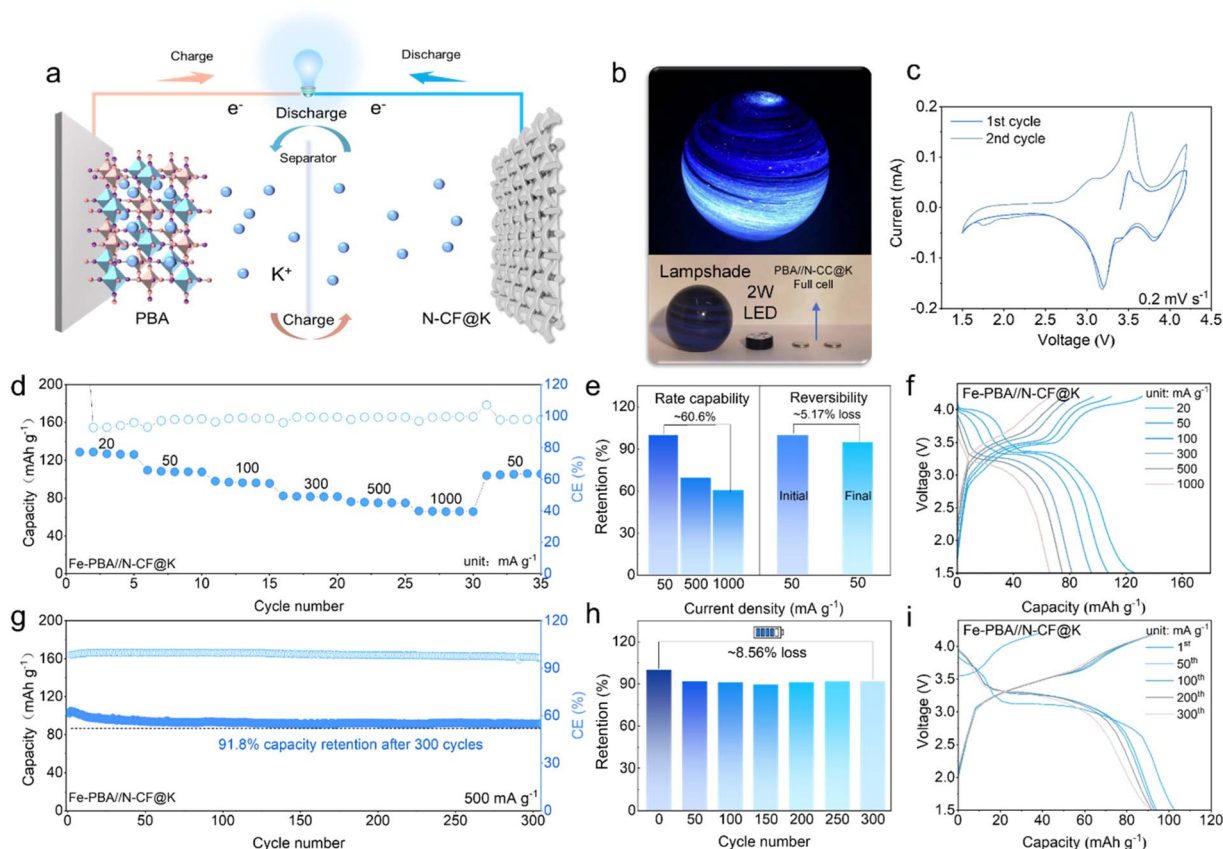 a
Charge
Discharge
e-
Discharge
e-
Separator
K+
PBA
Charge
N-CF@K
b
Lampshade
2W
LED
PBA//N-CC@K
Full cell
c
1st cycle
2nd cycle
0.2
0.1
0.0
-0.1
-0.2
Current (mA)
0.2 mV s-1
1.5 2.0 2.5 3.0 3.5 4.0 4.5
Voltage (V)
d
200
160
120
80
40
0
Capacity (mAh g-1)
20
50
100
300
500
1000
50
120
100
80
60
40
20
0
CE (%)
Fe-PBA//N-CF@K
unit: mA g-1
0 5 10 15 20 25 30 35
Cycle number
e
120
90
60
30
0
Retention (%)
Rate capability
~60.6%
Reversibility
~5.17% loss
Initial
Final
50 500 1000 50 50
Current density (mA g-1)
f
Fe-PBA//N-CF@K
unit: mA g-1
20
50
100
300
500
1000
4.0
3.5
3.0
2.5
2.0
1.5
Voltage (V)
0 40 80 120 160
Capacity (mAh g-1)
g
200
160
120
80
40
0
Capacity (mAh g-1)
91.8% capacity retention after 300 cycles
120
100
80
60
40
20
0
CE (%)
Fe-PBA//N-CF@K
500 mA g-1
0 50 100 150 200 250 300
Cycle number
h
120
90
60
30
0
Retention (%)
~8.56% loss
0 50 100 150 200 250 300
Cycle number
i
Fe-PBA//N-CF@K
unit: mA g-1
1st
50th
100th
200th
300th
4.0
3.5
3.0
2.5
2.0
1.5
Voltage (V)
0 20 40 60 80 100 120
Capacity (mAh g-1)